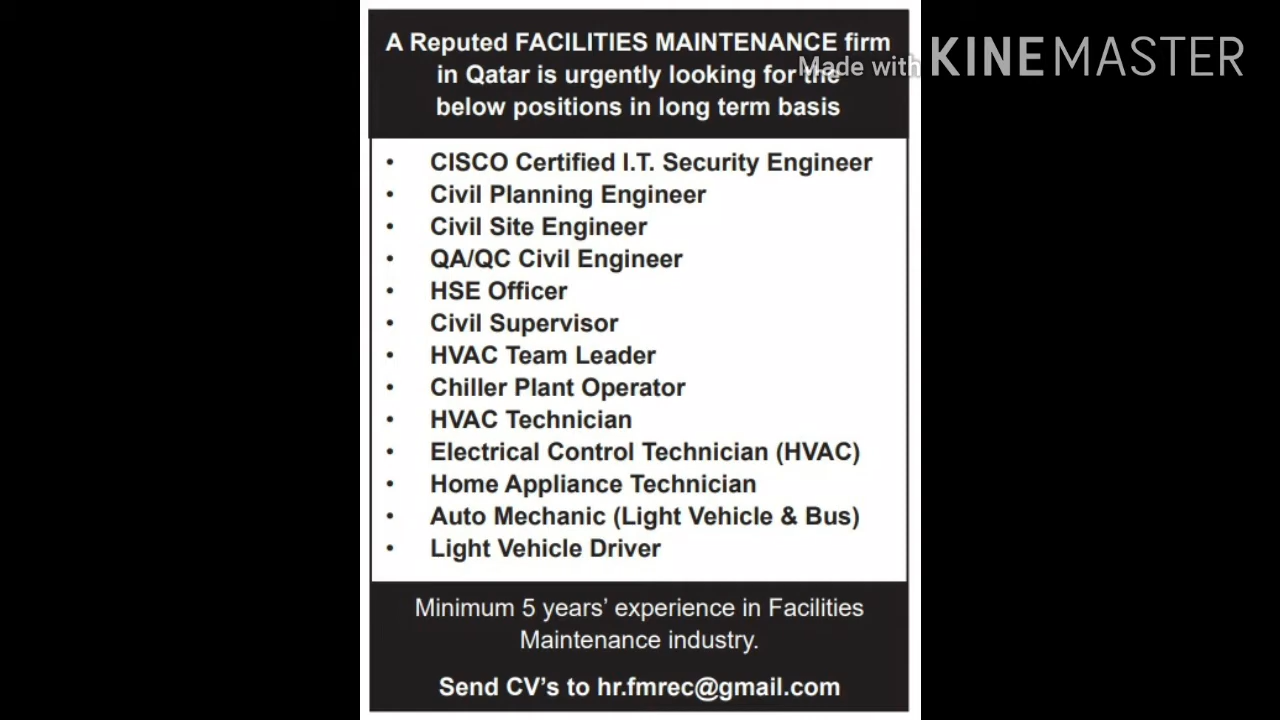 A Reputed FACILITIES MAINTENANCE firm
in Qatar is urgently looking for the
below positions in long term basis
Made with KINEMASTER
• CISCO Certified I.T. Security Engineer
• Civil Planning Engineer
• Civil Site Engineer
• QA/QC Civil Engineer
• HSE Officer
• Civil Supervisor
• HVAC Team Leader
• Chiller Plant Operator
• HVAC Technician
• Electrical Control Technician (HVAC)
• Home Appliance Technician
• Auto Mechanic (Light Vehicle & Bus)
• Light Vehicle Driver
Minimum 5 years’ experience in Facilities
Maintenance industry.
Send CV’s to hr.fmrec@gmail.com